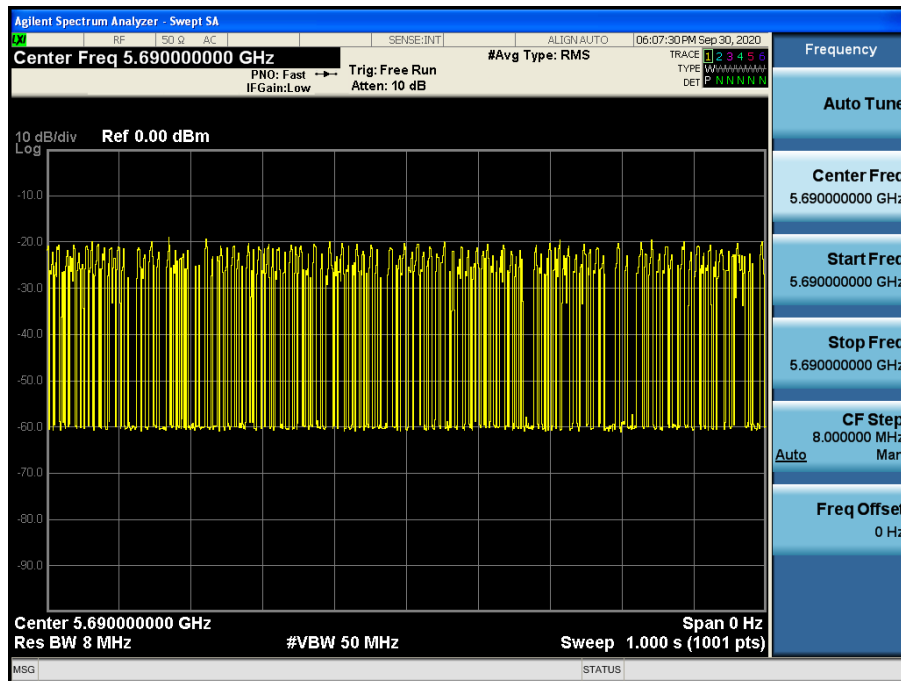 Agilent Spectrum Analyzer - Swept SA
LXI RF 50 Ω AC SENSE:INT ALIGN AUTO 06:07:30 PM Sep 30, 2020
Center Freq 5.690000000 GHz #Avg Type: RMS TRACE 1 2 3 4 5 6
PNO: Fast Trig: Free Run TYPE WWWWWW
IFGain:Low Atten: 10 dB DET P N N N N N
10 dB/div Ref 0.00 dBm
Log
-10.0
-20.0
-30.0
-40.0
-50.0
-60.0
-70.0
-80.0
-90.0
Center 5.690000000 GHz Span 0 Hz
Res BW 8 MHz #VBW 50 MHz Sweep 1.000 s (1001 pts)
MSG STATUS
Frequency
Auto Tune
Center Freq
5.690000000 GHz
Start Freq
5.690000000 GHz
Stop Freq
5.690000000 GHz
CF Step
8.000000 MHz
Auto Man
Freq Offset
0 Hz